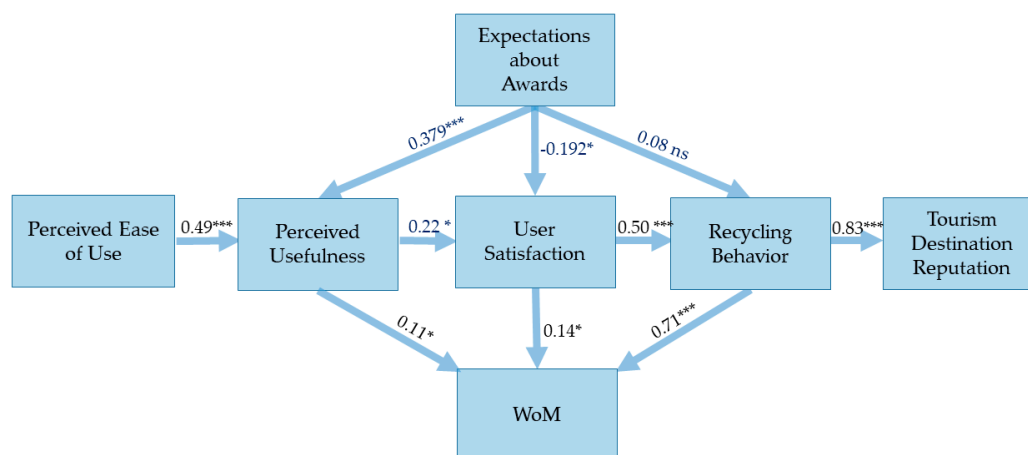 Expectations
about
Awards
0.379***
-0.192*
0.08 ns
Perceived Ease
of Use
0.49***
Perceived
Usefulness
0.22 *
User
Satisfaction
0.50 ***
Recycling
Behavior
0.83***
Tourism
Destination
Reputation
0.11*
0.14*
0.71***
WoM